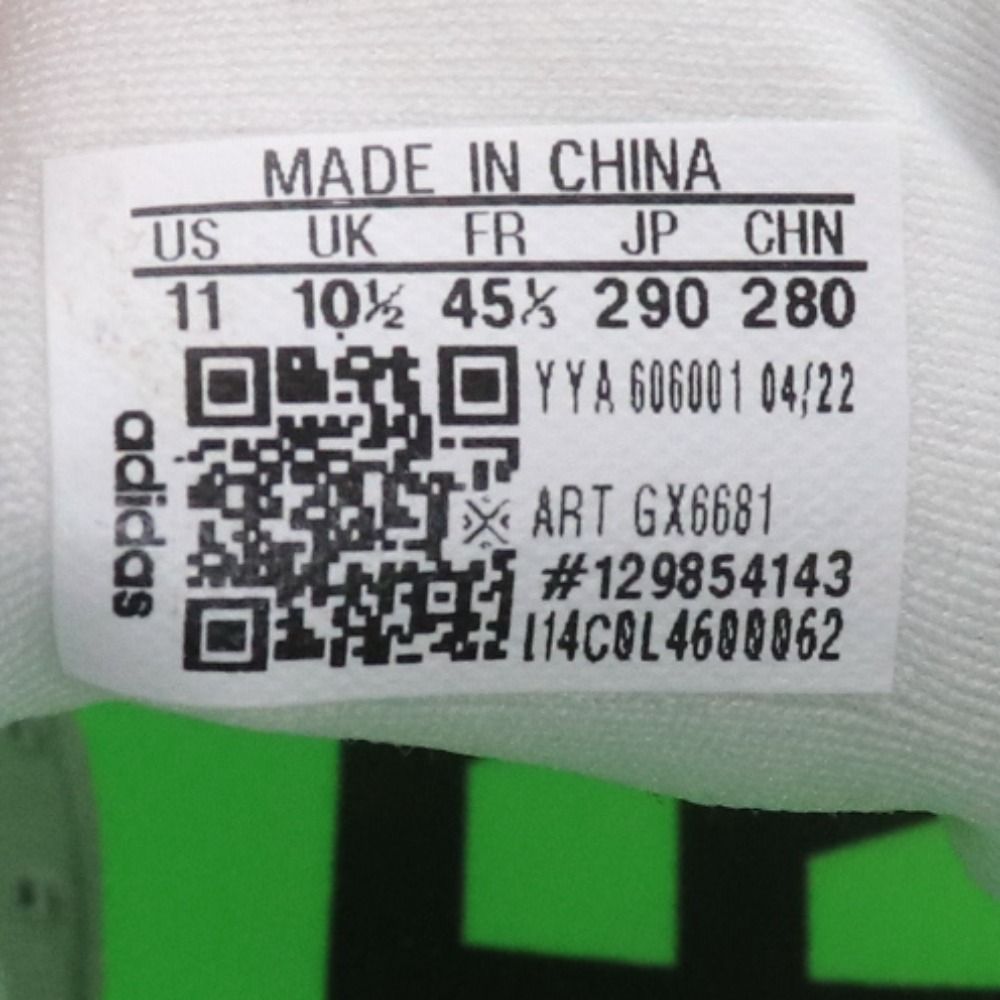 MADE IN CHINA
US UK FR JP CHN
11 10½ 45⅓ 290 280
YYA 606001 04/22
adidas
ART GX6681
#129854143
I14C0L4600062